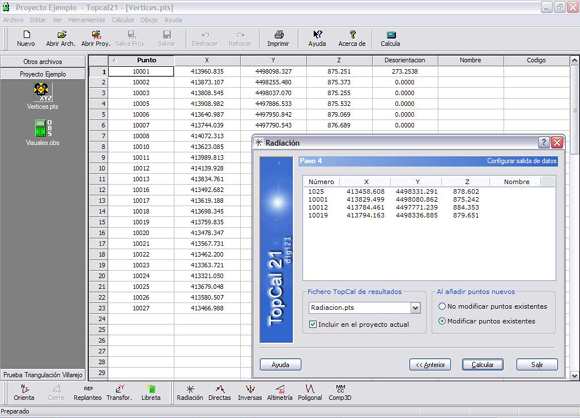 Proyecto Ejemplo - Topcal21 - [Vertices.pts]
Archivo Editar Ver Herramientas Cálculos Dibujo Ayuda
Nuevo Abrir Arch. Abrir Proy. Salva Proy. Salvar Deshacer Rehacer Imprimir Ayuda Acerca de Calcula
Otros archivos
Proyecto Ejemplo
Vertices.pts
Visuales.obs
Prueba Triangulación Villarejo
Punto X Y Z Desorientacion Nombre Codigo
1 10001 413960.835 4498098.327 875.251 273.2538
2 10002 413873.107 4498255.480 875.373 0.0000
3 10003 413808.545 4498037.070 875.255 0.0000
4 10005 413908.982 4497886.533 875.532 0.0000
5 10006 413640.987 4497950.842 879.069 0.0000
6 10007 413744.039 4497790.543 876.689 0.0000
7 10008 414072.313
8 10010 413623.085
9 10011 413989.813
10 10012 414139.928
11 10013 413834.761
12 10016 413492.682
13 10017 413619.188
14 10018 413698.345
15 10019 413759.835
16 10020 413478.347
17 10021 413567.731
18 10022 413462.200
19 10023 413363.721
20 10024 413321.050
21 10025 413679.048
22 10026 413580.507
23 10027 413466.988
24
25
26
27
28
29
Radiación
Paso 4 Configurar salida de datos
TopCal 21
digi21
Número X Y Z Nombre
1025 413458.608 4498331.291 878.602
10001 413829.499 4498080.862 875.242
10012 413784.461 4497771.239 884.353
10019 413794.163 4498336.885 879.651
Fichero TopCal de resultados
Radiacion.pts
Incluir en el proyecto actual
Al añadir puntos nuevos
No modificar puntos existentes
Modificar puntos existentes
Ayuda << Anterior Calcular Salir
Orienta Cierre Replanteo Transfor. Libreta Radiación Directas Inversas Altimetría Poligonal Comp3D
Preparado